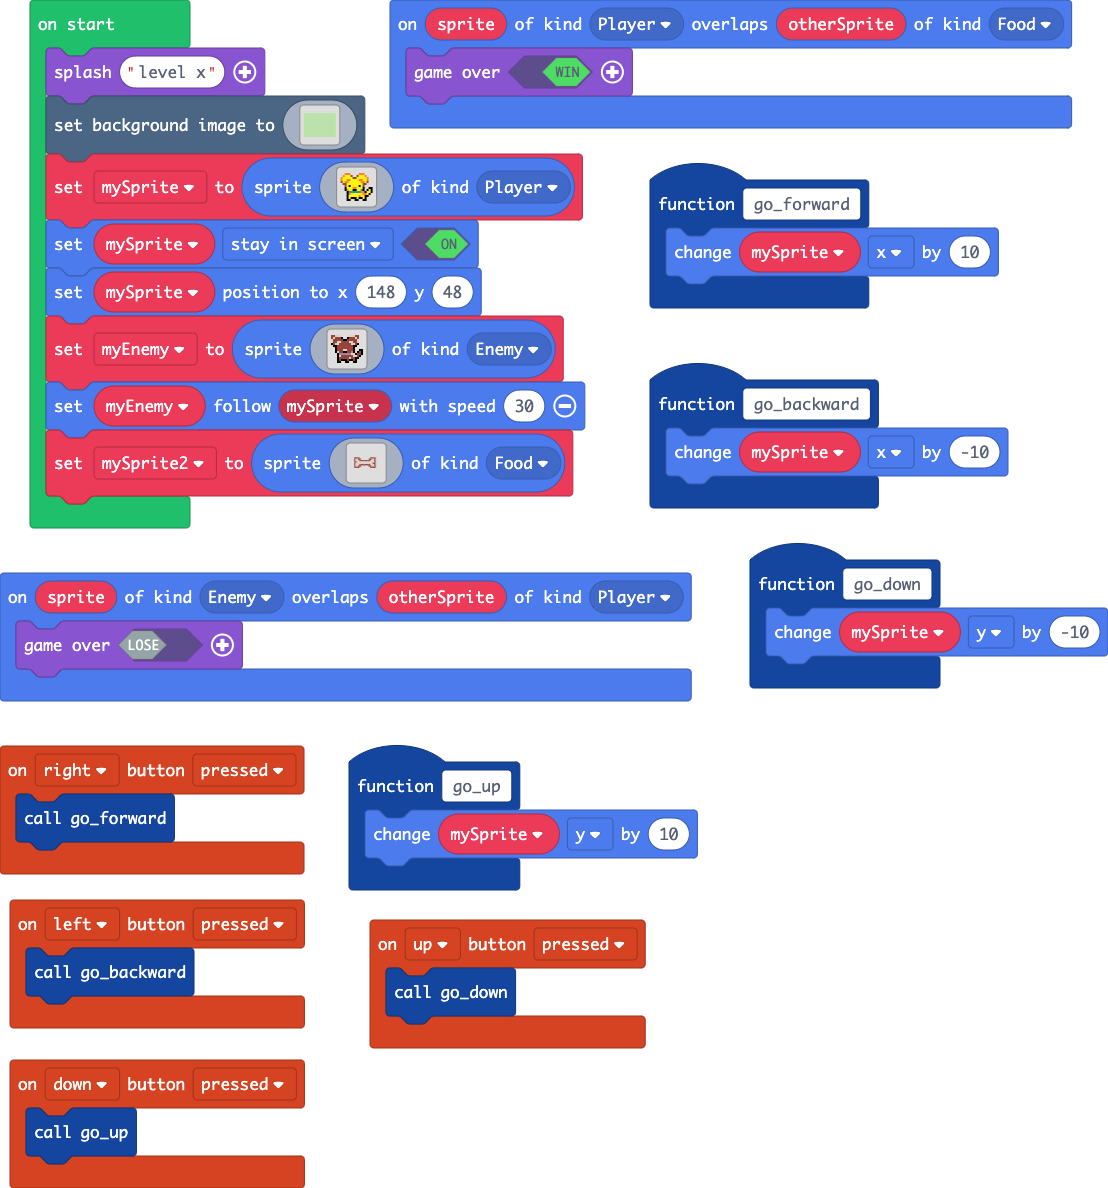 on start
splash "level x"
set background image to
set mySprite to sprite of kind Player
set mySprite stay in screen ON
set mySprite position to x 148 y 48
set myEnemy to sprite of kind Enemy
set myEnemy follow mySprite with speed 30
set mySprite2 to sprite of kind Food
on sprite of kind Player overlaps otherSprite of kind Food
game over WIN
function go_forward
change mySprite x by 10
function go_backward
change mySprite x by -10
on sprite of kind Enemy overlaps otherSprite of kind Player
game over LOSE
function go_down
change mySprite y by -10
on right button pressed
call go_forward
function go_up
change mySprite y by 10
on left button pressed
call go_backward
on up button pressed
call go_down
on down button pressed
call go_up